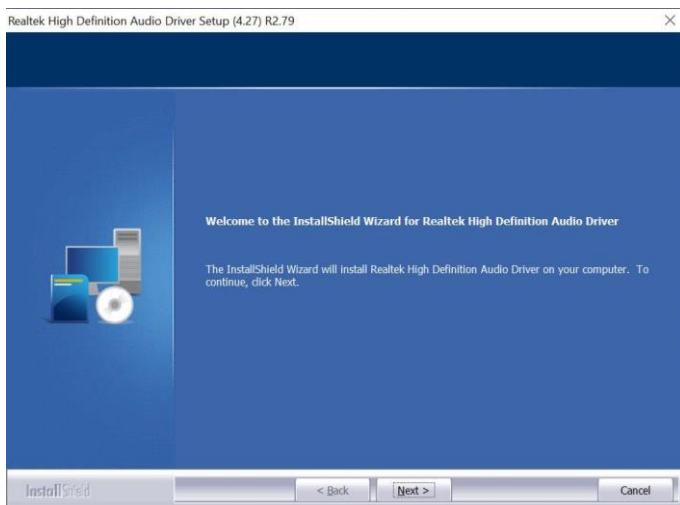 Realtek High Definition Audio Driver Setup (4.27) R2.79
Welcome to the InstallShield Wizard for Realtek High Definition Audio Driver
The InstallShield Wizard will install Realtek High Definition Audio Driver on your computer. To
continue, click Next.
InstallShield
< Back
Next >
Cancel